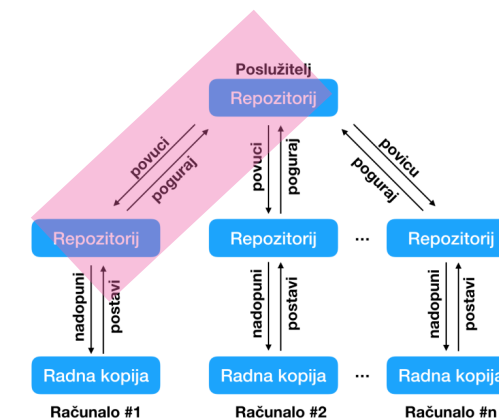 Poslužitelj
Repozitorij
povuci
poguraj
povuci
poguraj
povicu
poguraj
Repozitorij
Repozitorij
...
Repozitorij
nadopuni
postavi
nadopuni
postavi
nadopuni
postavi
Radna kopija
Radna kopija
...
Radna kopija
Računalo #1
Računalo #2
Računalo #n